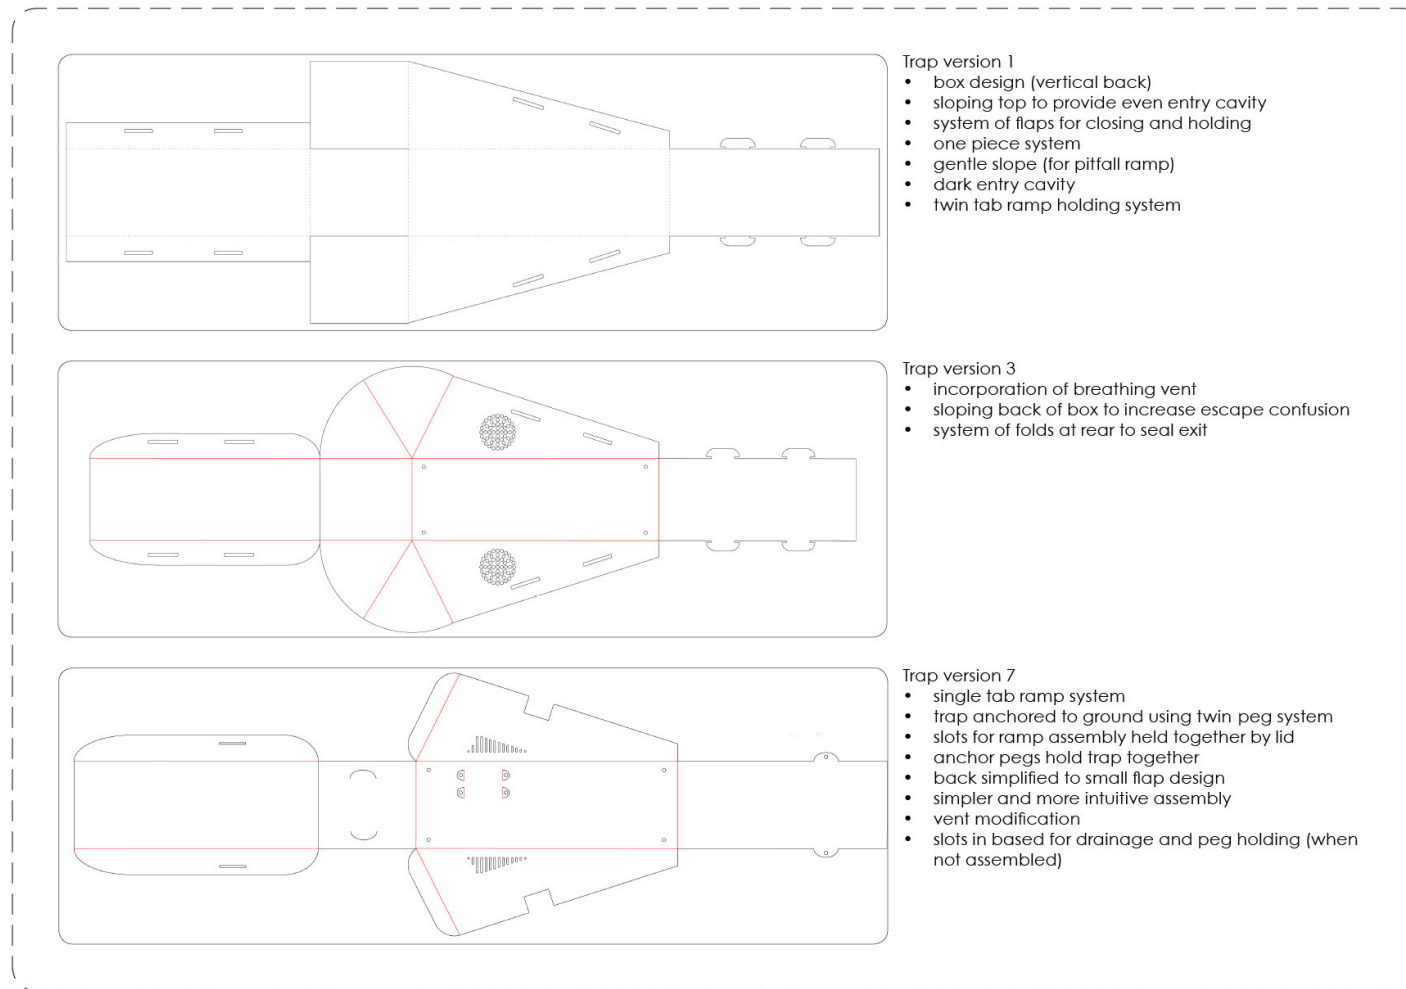 Trap version 1
• box design (vertical back)
• sloping top to provide even entry cavity
• system of flaps for closing and holding
• one piece system
• gentle slope (for pitfall ramp)
• dark entry cavity
• twin tab ramp holding system
Trap version 3
• incorporation of breathing vent
• sloping back of box to increase escape confusion
• system of folds at rear to seal exit
Trap version 7
• single tab ramp system
• trap anchored to ground using twin peg system
• slots for ramp assembly held together by lid
• anchor pegs hold trap together
• back simplified to small flap design
• simpler and more intuitive assembly
• vent modification
• slots in based for drainage and peg holding (when
not assembled)